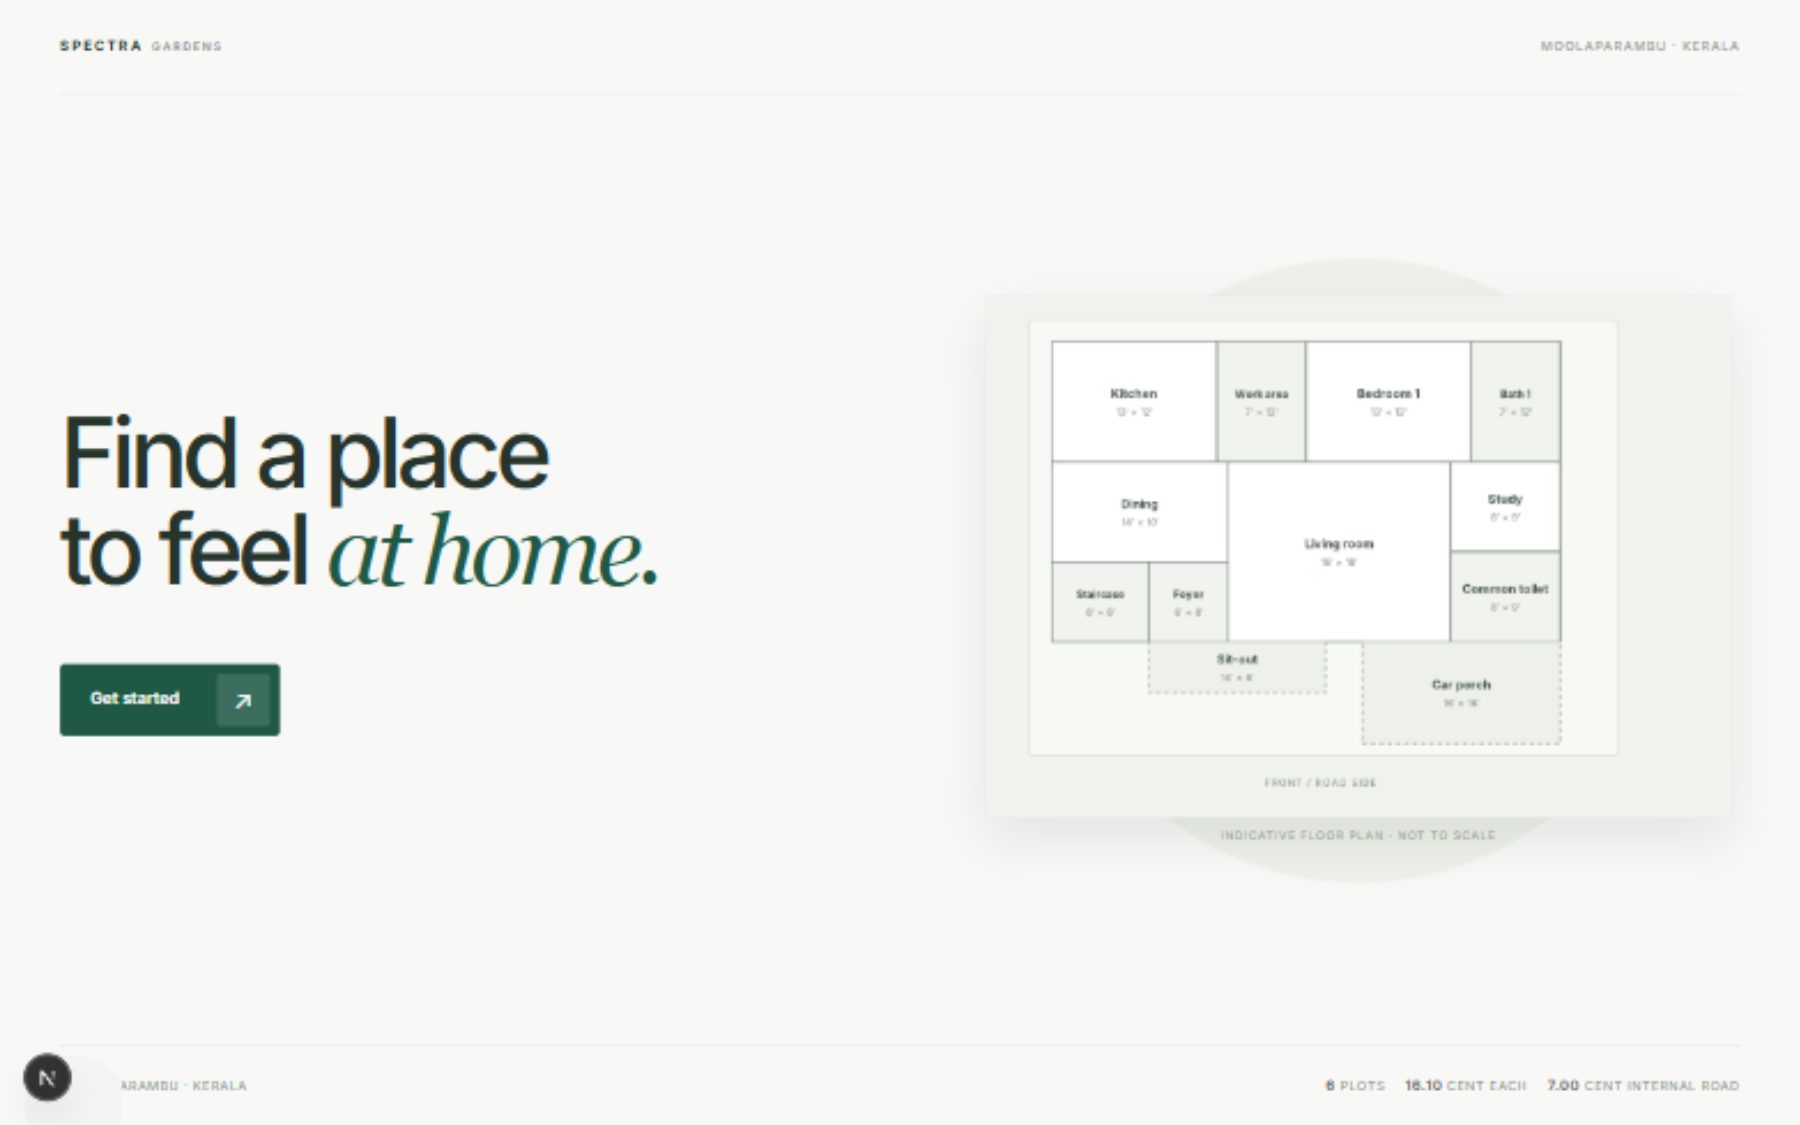 SPECTRA GARDENS
MOOLAPARAMBU · KERALA
Find a place
to feel at home.
Get started
Kitchen
Work area
Bedroom 1
Bath 1
Dining
Living room
Study
Common toilet
Staircase
Foyer
Sit-out
Car porch
FRONT / ROAD SIDE
INDICATIVE FLOOR PLAN · NOT TO SCALE
N
ARAMBU · KERALA
6 PLOTS 16.10 CENT EACH 7.00 CENT INTERNAL ROAD